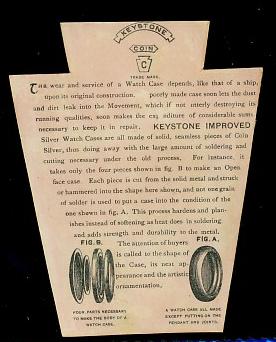 KEYSTONE
COIN
C
TRADE MARK.
THE wear and service of a Watch Case depends, like that of a ship,
upon its original construction. poorly made case soon lets the dust
and dirt leak into the Movement, which if not utterly destroying its
running qualities, soon makes the expenditure of considerable sums
necessary to keep it in repair. KEYSTONE IMPROVED
Silver Watch Cases are all made of solid, seamless pieces of Coin
Silver, thus doing away with the large amount of soldering and
cutting necessary under the old process. For instance, it
takes only the four pieces shown in fig. B to make an Open
face case Each piece is cut from the solid metal and struck
or hammered into the shape here shown, and not one grain
of solder is used to put a case into the condition of the
one shown in fig. A. This process hardens and plan-
ishes instead of softening as heat does in soldering,
and adds strength and durability to the metal.
FIG.B. The attention of buyers FIG.A.
is called to the shape of
the Case, its neat ap
pearance and the artistic
ornamentation.
FOUR PARTS NECESSARY
TO MAKE THE BODY OF A
WATCH CASE.
A WATCH CASE ALL MADE
EXCEPT PUTTING ON THE
PENDANT AND JOINTS.